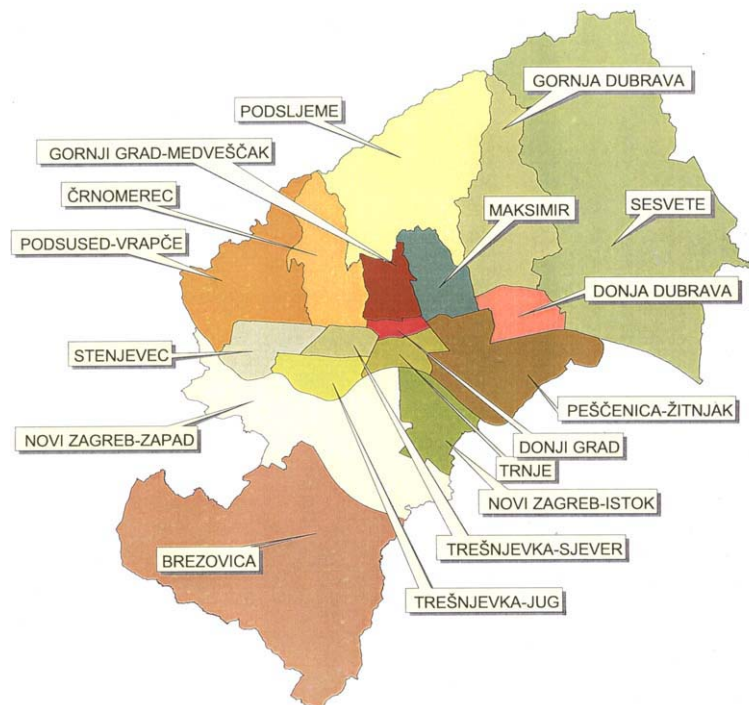 GORNJA DUBRAVA
PODSLJEME
GORNJI GRAD-MEDVEŠČAK
ČRNOMEREC
MAKSIMIR
SESVETE
PODSUSED-VRAPČE
DONJA DUBRAVA
STENJEVEC
PEŠČENICA-ŽITNJAK
NOVI ZAGREB-ZAPAD
DONJI GRAD
TRNJE
NOVI ZAGREB-ISTOK
TREŠNJEVKA-SJEVER
BREZOVICA
TREŠNJEVKA-JUG